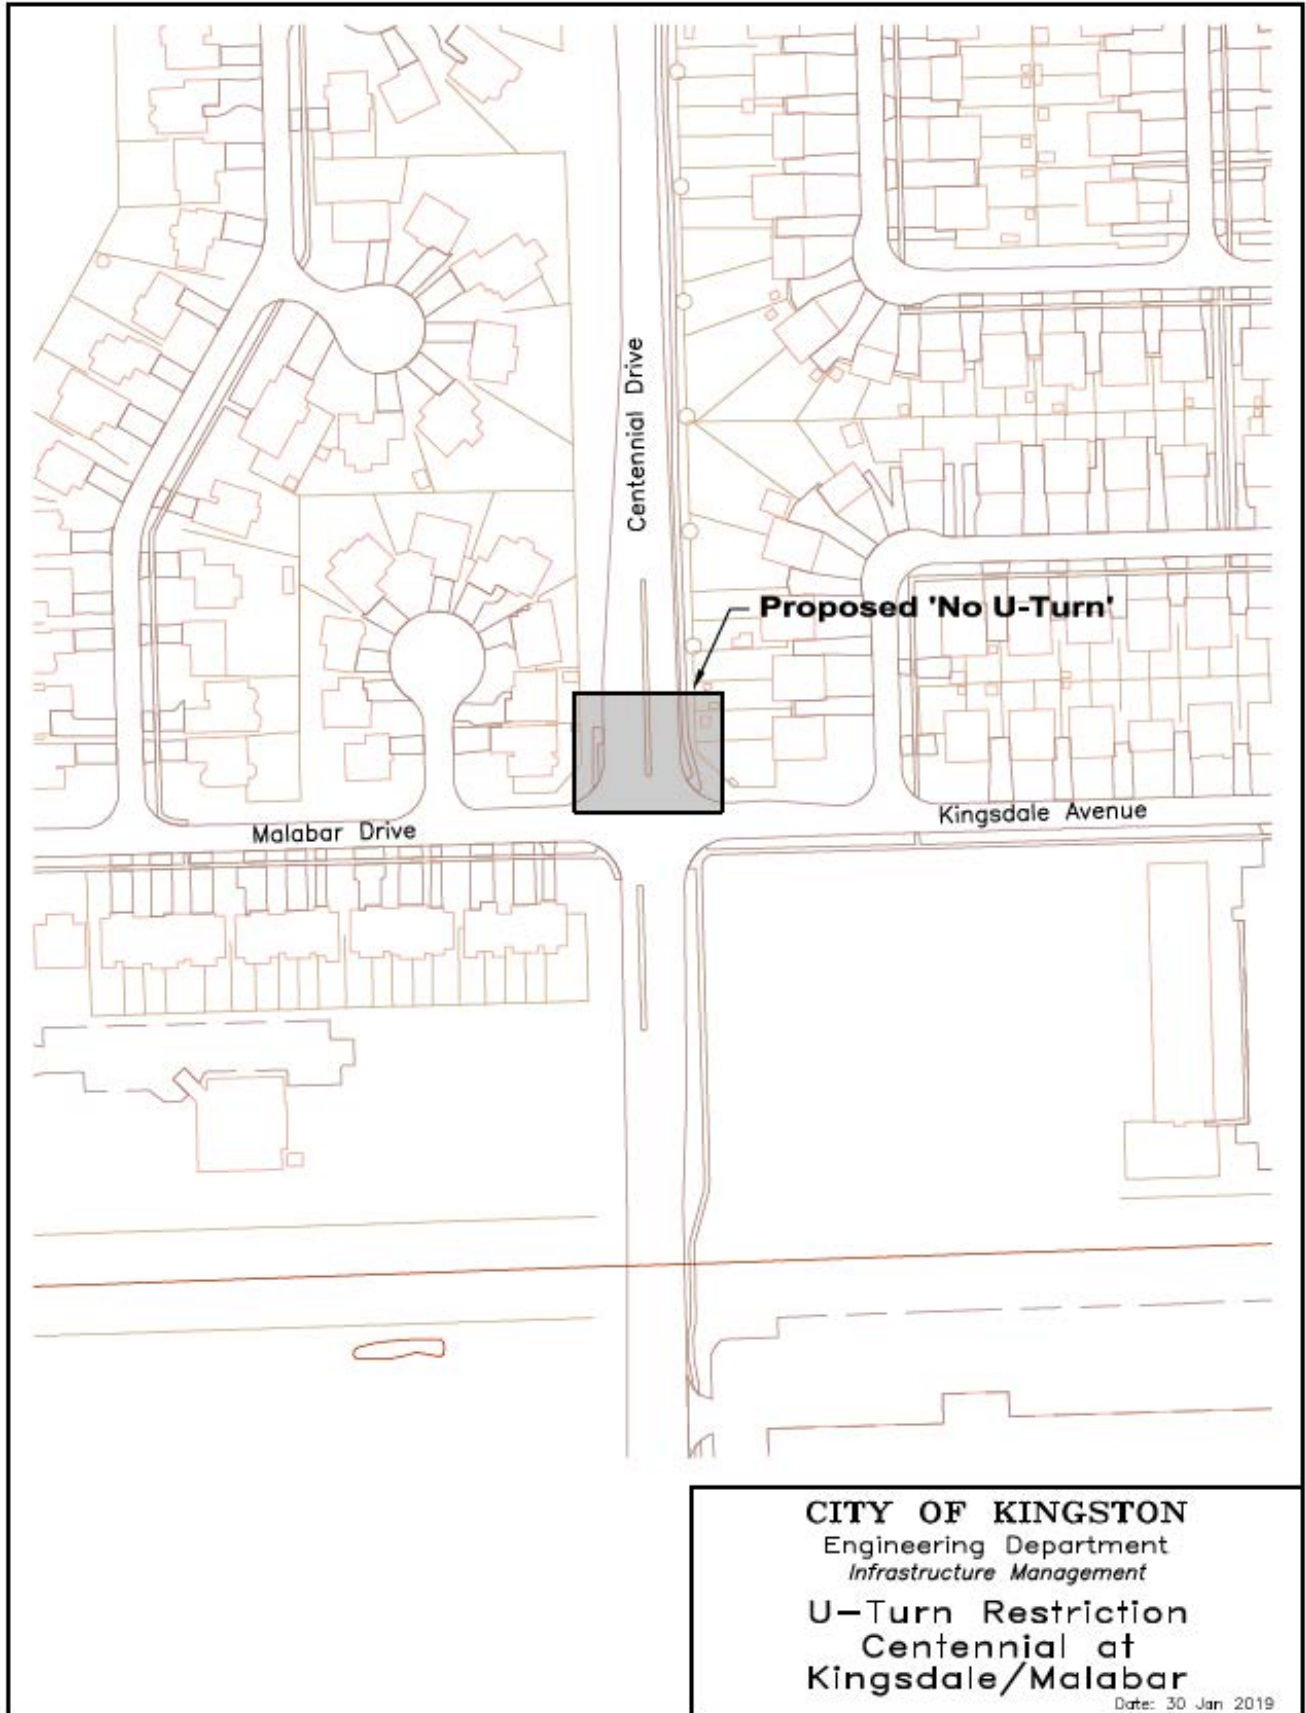 Centennial Drive
Proposed 'No U-Turn'
Malabar Drive
Kingsdale Avenue
CITY OF KINGSTON
Engineering Department
Infrastructure Management
U-Turn Restriction
Centennial at
Kingsdale/Malabar
Date: 30 Jan 2019